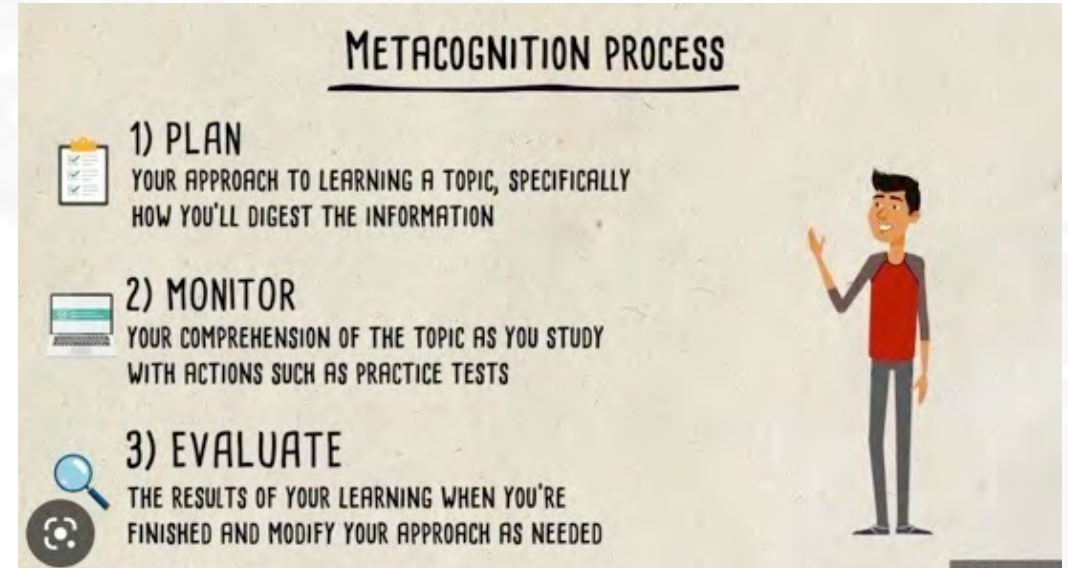 METACOGNITION PROCESS
1) PLAN
YOUR APPROACH TO LEARNING A TOPIC, SPECIFICALLY
HOW YOU'LL DIGEST THE INFORMATION
2) MONITOR
YOUR COMPREHENSION OF THE TOPIC AS YOU STUDY
WITH ACTIONS SUCH AS PRACTICE TESTS
3) EVALUATE
THE RESULTS OF YOUR LEARNING WHEN YOU'RE
FINISHED AND MODIFY YOUR APPROACH AS NEEDED